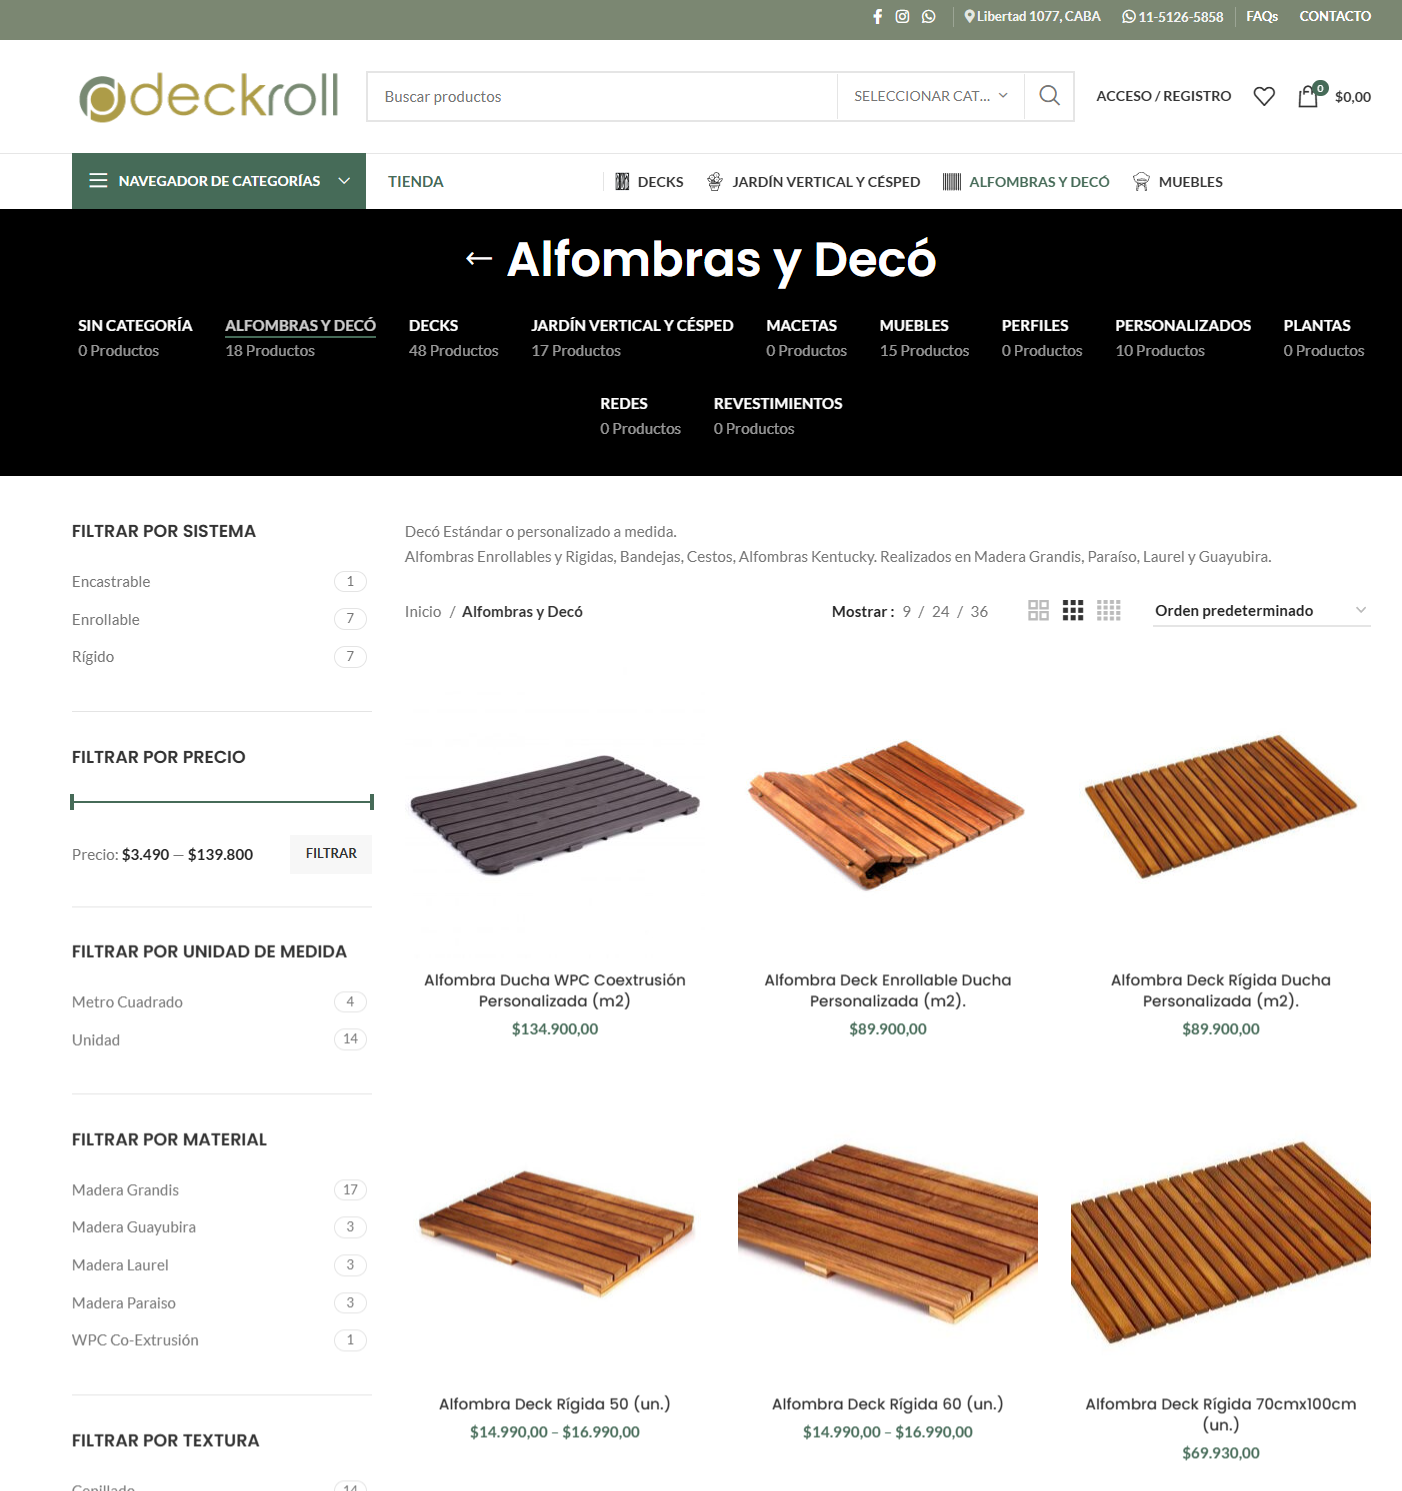 Libertad 1077, CABA
11-5126-5858
FAQs
CONTACTO
deckroll
Buscar productos
SELECCIONAR CAT...
ACCESO / REGISTRO
0
$0,00
NAVEGADOR DE CATEGORÍAS
TIENDA
DECKS
JARDÍN VERTICAL Y CÉSPED
ALFOMBRAS Y DECÓ
MUEBLES
← Alfombras y Decó
SIN CATEGORÍA
0 Productos
ALFOMBRAS Y DECÓ
18 Productos
DECKS
48 Productos
JARDÍN VERTICAL Y CÉSPED
17 Productos
MACETAS
0 Productos
MUEBLES
15 Productos
PERFILES
0 Productos
PERSONALIZADOS
10 Productos
PLANTAS
0 Productos
REDES
0 Productos
REVESTIMIENTOS
0 Productos
FILTRAR POR SISTEMA
Encastrable 1
Enrollable 7
Rígido 7
FILTRAR POR PRECIO
Precio: $3.490 — $139.800
FILTRAR
FILTRAR POR UNIDAD DE MEDIDA
Metro Cuadrado 4
Unidad 14
FILTRAR POR MATERIAL
Madera Grandis 17
Madera Guayubira 3
Madera Laurel 3
Madera Paraiso 3
WPC Co-Extrusión 1
FILTRAR POR TEXTURA
Cepillado 14
Decó Estándar o personalizado a medida.
Alfombras Enrollables y Rigidas, Bandejas, Cestos, Alfombras Kentucky. Realizados en Madera Grandis, Paraíso, Laurel y Guayubira.
Inicio / Alfombras y Decó
Mostrar : 9 / 24 / 36
Orden predeterminado
Alfombra Ducha WPC Coextrusión
Personalizada (m2)
$134.900,00
Alfombra Deck Enrollable Ducha
Personalizada (m2).
$89.900,00
Alfombra Deck Rígida Ducha
Personalizada (m2).
$89.900,00
Alfombra Deck Rígida 50 (un.)
$14.990,00 – $16.990,00
Alfombra Deck Rígida 60 (un.)
$14.990,00 – $16.990,00
Alfombra Deck Rígida 70cmx100cm
(un.)
$69.930,00